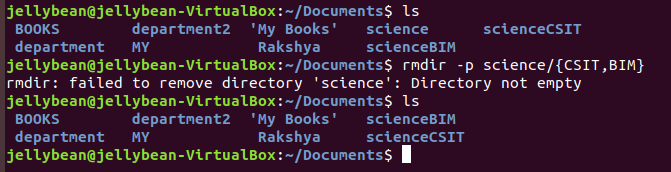 jellybean@jellybean-VirtualBox:~/Documents$ ls
BOOKS department2 'My Books' science scienceCSIT
department MY Rakshya scienceBIM
jellybean@jellybean-VirtualBox:~/Documents$ rmdir -p science/{CSIT,BIM}
rmdir: failed to remove directory 'science': Directory not empty
jellybean@jellybean-VirtualBox:~/Documents$ ls
BOOKS department2 'My Books' scienceBIM
department MY Rakshya scienceCSIT
jellybean@jellybean-VirtualBox:~/Documents$